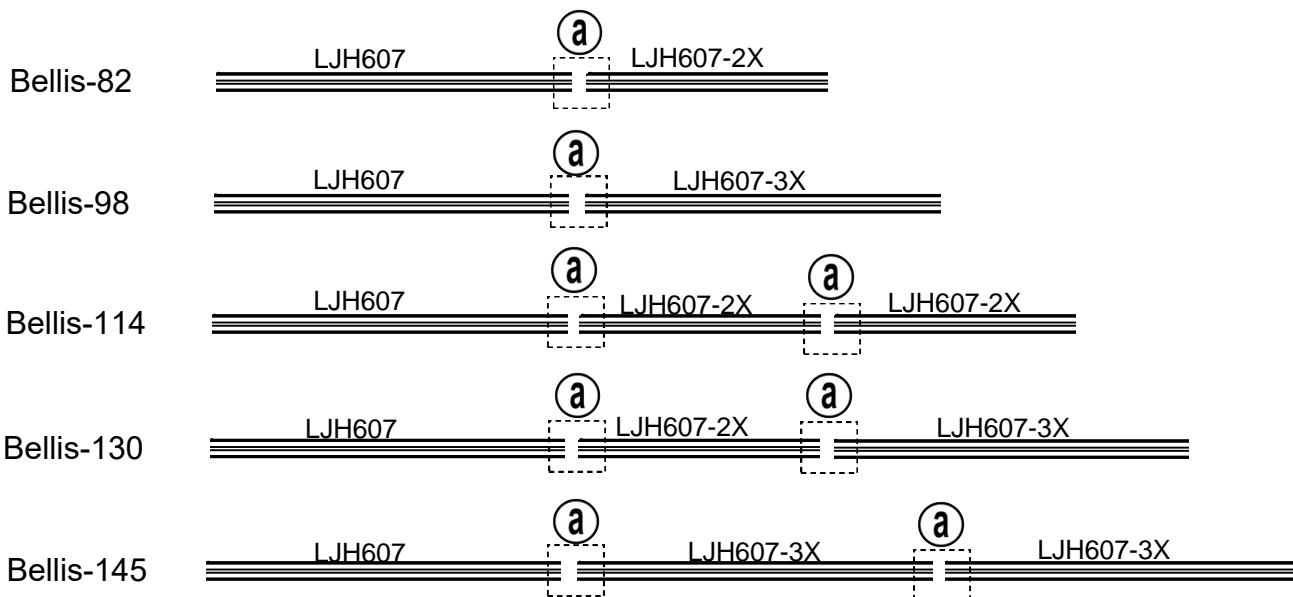 a
Bellis-82 LJH607 LJH607-2X
a
Bellis-98 LJH607 LJH607-3X
a a
Bellis-114 LJH607 LJH607-2X LJH607-2X
a a
Bellis-130 LJH607 LJH607-2X LJH607-3X
a a
Bellis-145 LJH607 LJH607-3X LJH607-3X